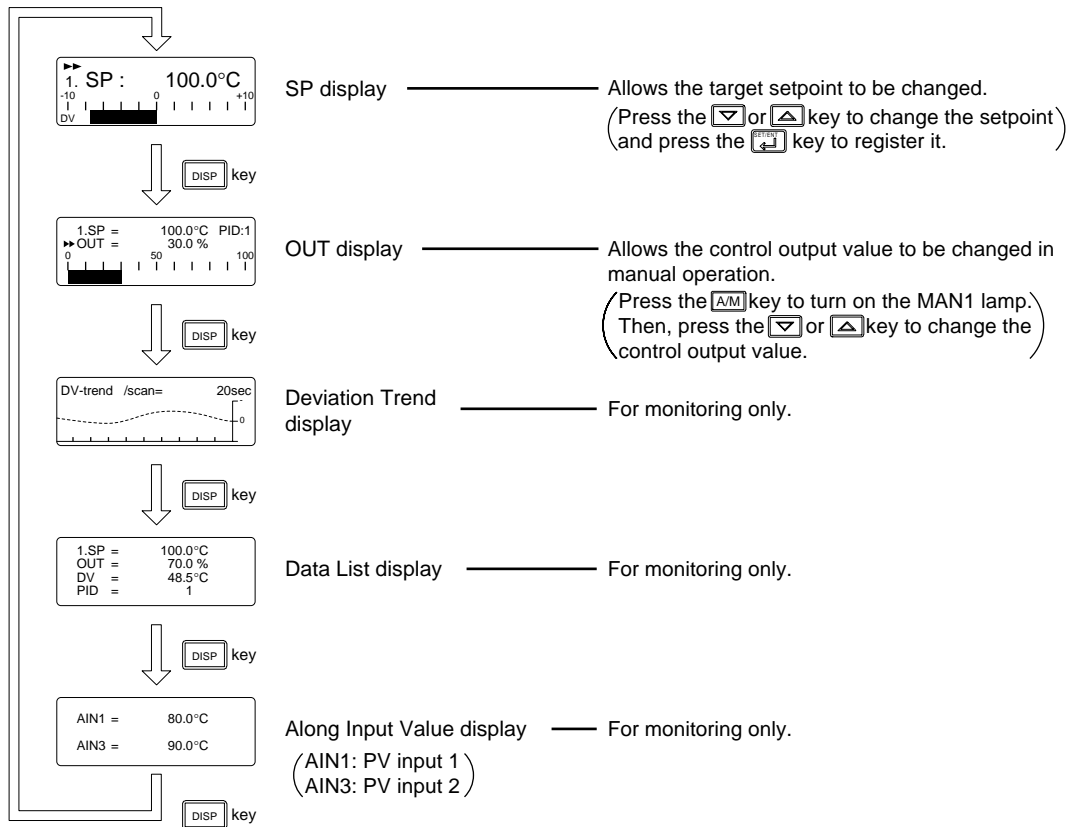 1. SP : 100.0°C
-10 0 +10
DV
SP display
Allows the target setpoint to be changed.
(Press the ▽ or △ key to change the setpoint
and press the SET/ENT key to register it. )
DISP key
1.SP = 100.0°C PID:1
OUT = 30.0 %
0 50 100
OUT display
Allows the control output value to be changed in
manual operation.
(Press the A/M key to turn on the MAN1 lamp.
Then, press the ▽ or △ key to change the
control output value. )
DISP key
DV-trend /scan= 20sec
0
Deviation Trend
display
For monitoring only.
DISP key
1.SP = 100.0°C
OUT = 70.0 %
DV = 48.5°C
PID = 1
Data List display
For monitoring only.
DISP key
AIN1 = 80.0°C
AIN3 = 90.0°C
Along Input Value display
For monitoring only.
(AIN1: PV input 1
AIN3: PV input 2)
DISP key